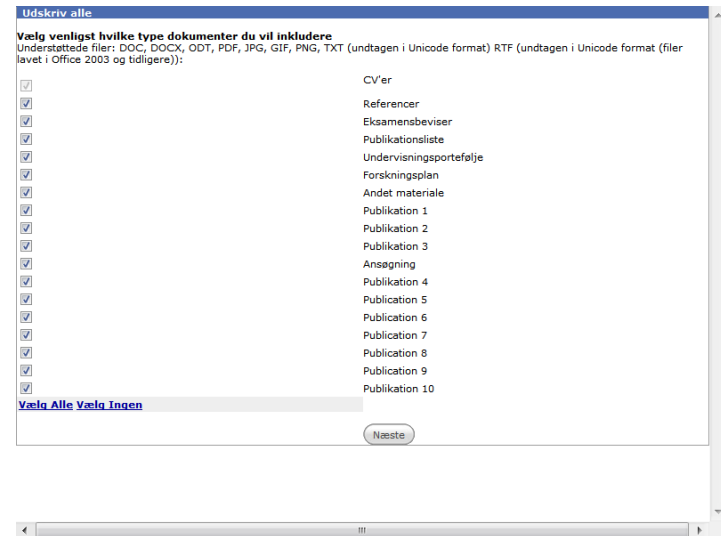 Udskriv alle
Vælg venligst hvilke type dokumenter du vil inkludere
Understøttede filer: DOC, DOCX, ODT, PDF, JPG, GIF, PNG, TXT (undtagen i Unicode format) RTF (undtagen i Unicode format (filer
lavet i Office 2003 og tidligere)):
CV'er
Referencer
Eksamensbeviser
Publikationsliste
Undervisningsportefølje
Forskningsplan
Andet materiale
Publikation 1
Publikation 2
Publikation 3
Ansøgning
Publikation 4
Publication 5
Publikation 6
Publication 7
Publikation 8
Publication 9
Publikation 10
Vælg Alle Vælg Ingen
Næste